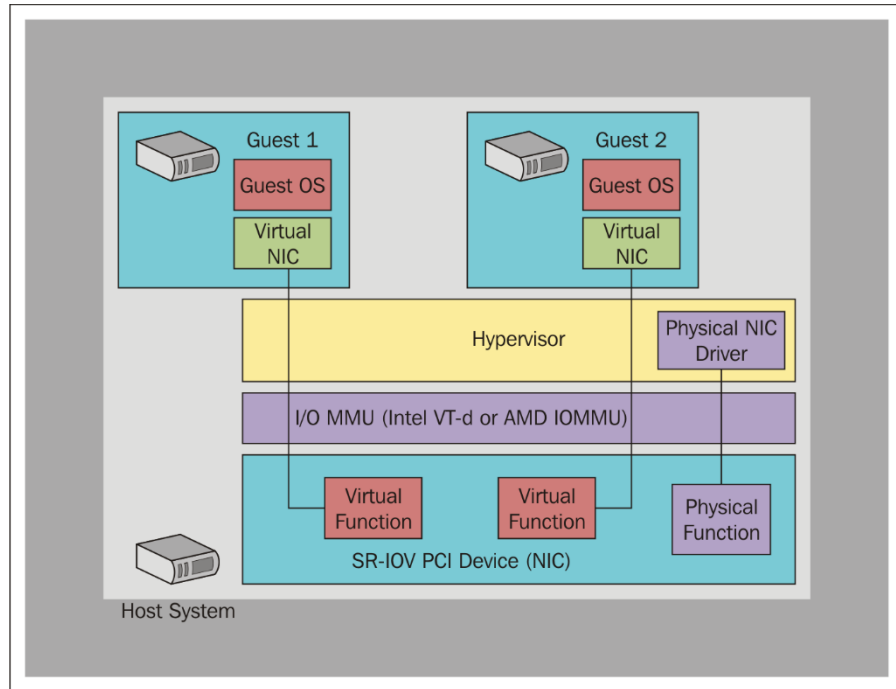 Guest 1
Guest OS
Virtual
NIC
Guest 2
Guest OS
Virtual
NIC
Hypervisor
Physical NIC
Driver
I/O MMU (Intel VT-d or AMD IOMMU)
Virtual
Function
Virtual
Function
Physical
Function
SR-IOV PCI Device (NIC)
Host System